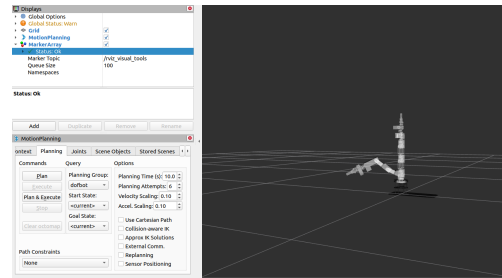 Displays
Global Options
Global Status: Warn
Grid
MotionPlanning
MarkerArray
Status: Ok
Marker Topic /rviz_visual_tools
Queue Size 100
Namespaces
Status: Ok
Add Duplicate Remove Rename
MotionPlanning
ontext Planning Joints Scene Objects Stored Scenes
Commands Query Options
Plan Planning Group: Planning Time (s): 10.0
Execute dofbot Planning Attempts: 6
Plan & Execute Start State: Velocity Scaling: 0.10
Stop <current> Accel. Scaling: 0.10
Goal State: Use Cartesian Path
Clear octomap <current> Collision-aware IK
Approx IK Solutions
External Comm.
Path Constraints Replanning
None Sensor Positioning